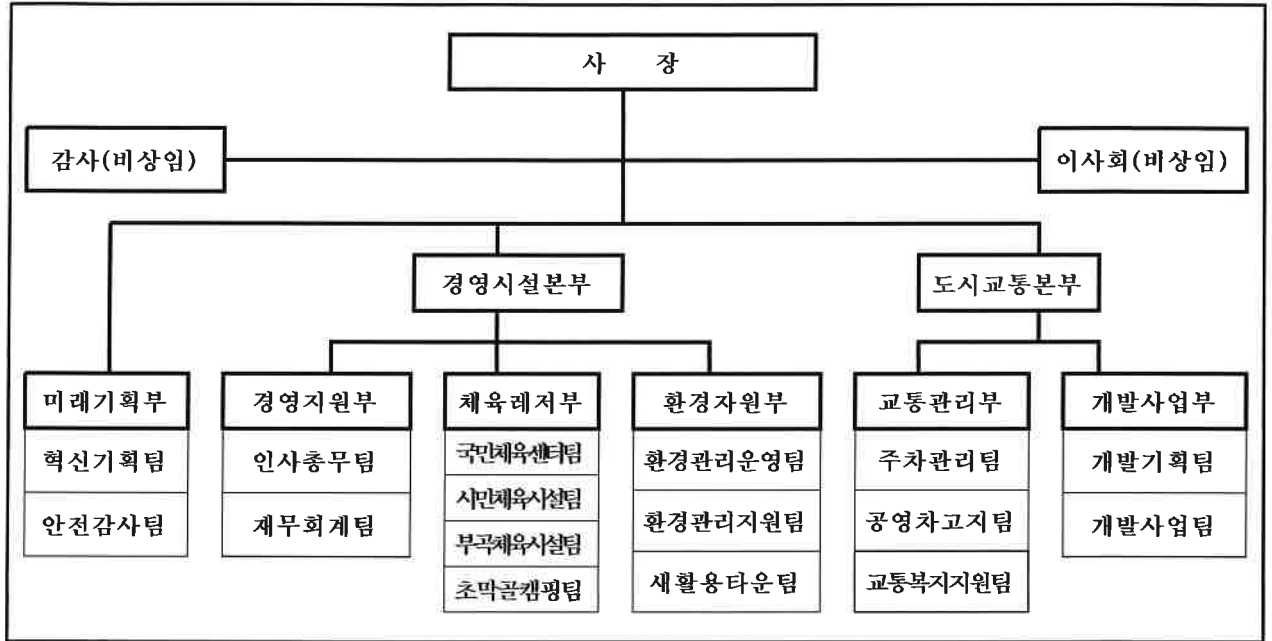 사 장
감사(비상임)
이사회(비상임)
경영시설본부
도시교통본부
미래기획부
혁신기획팀
안전감사팀
경영지원부
인사총무팀
재무회계팀
체육레저부
국민체육센터팀
시민체육시설팀
부곡체육시설팀
초막골캠핑팀
환경자원부
환경관리운영팀
환경관리지원팀
새활용타운팀
교통관리부
주차관리팀
공영차고지팀
교통복지지원팀
개발사업부
개발기획팀
개발사업팀